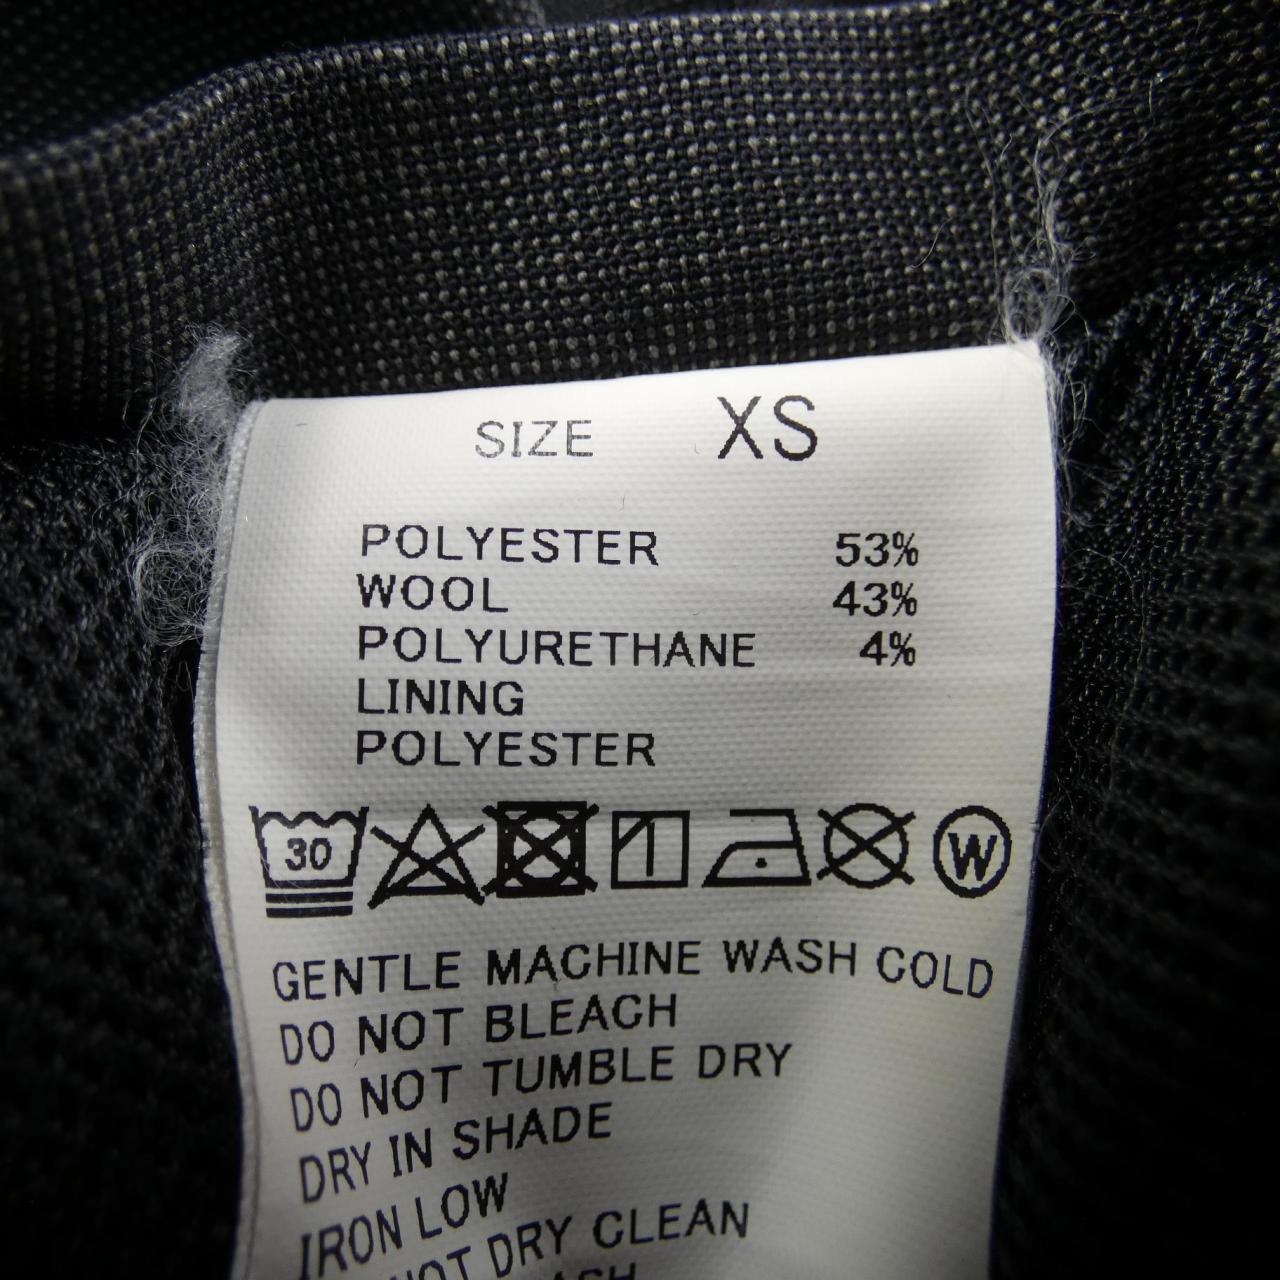 SIZE XS
POLYESTER 53%
WOOL 43%
POLYURETHANE 4%
LINING
POLYESTER
30 W
GENTLE MACHINE WASH COLD
DO NOT BLEACH
DO NOT TUMBLE DRY
DRY IN SHADE
IRON LOW
NOT DRY CLEAN